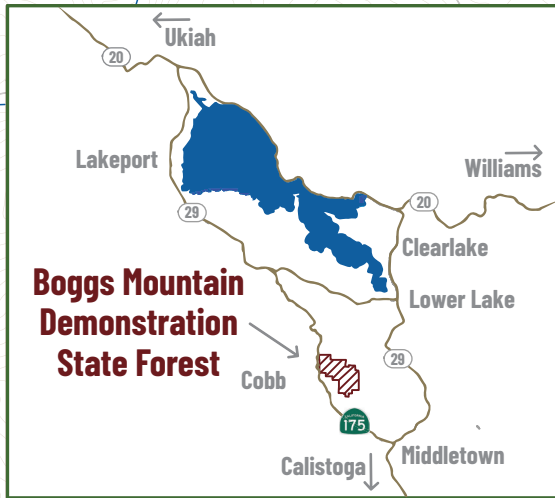 Ukiah
20
Lakeport
Williams
29
20
Clearlake
Boggs Mountain
Demonstration
State Forest
Lower Lake
29
Cobb
CALIFORNIA
175
Middletown
Calistoga